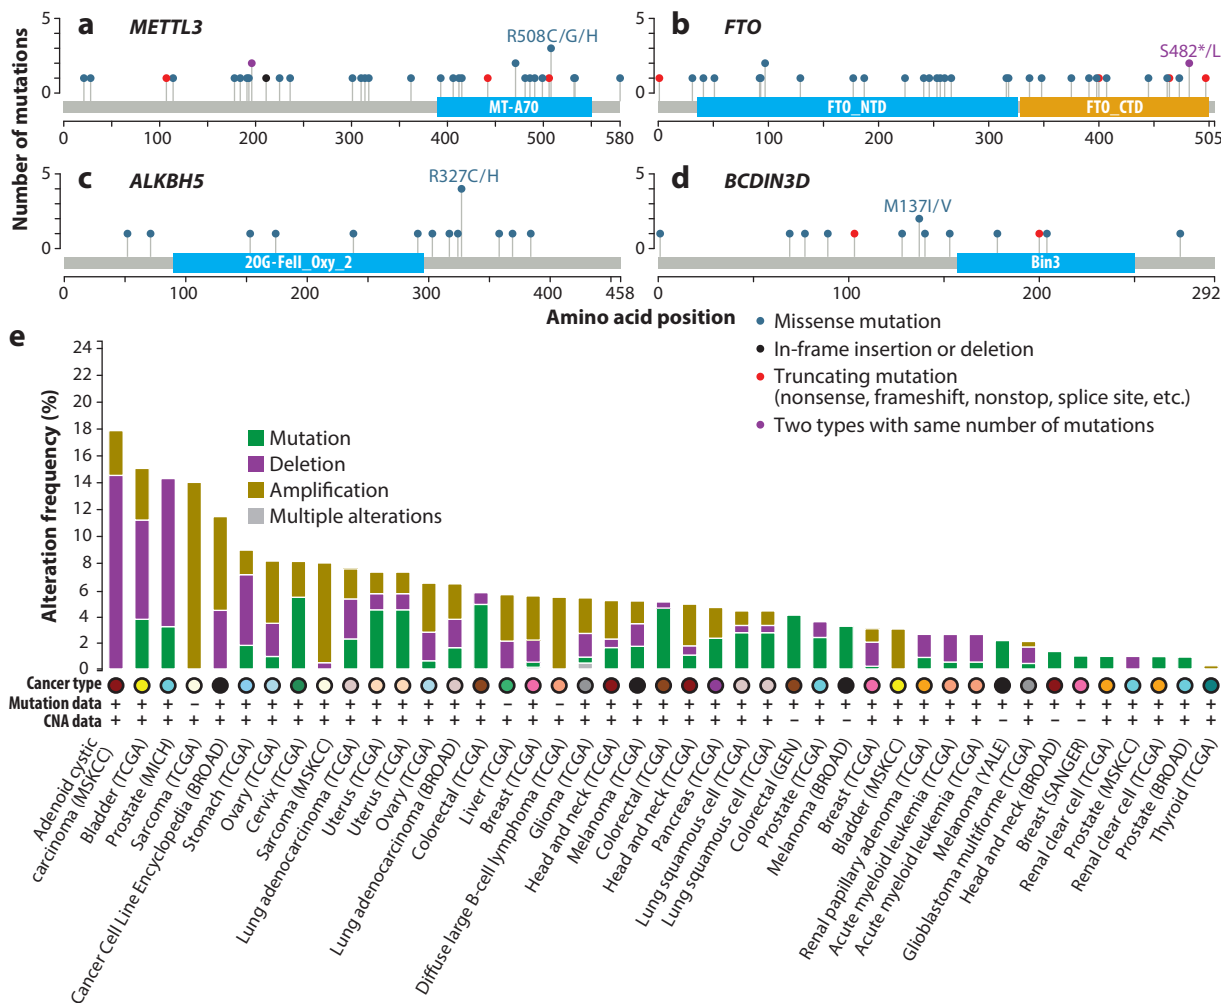 Number of mutations
a METTL3
5
0
R508C/G/H
MT-A70
0 100 200 300 400 500 580
b FTO
5
0
S482*/L
FTO_NTD FTO_CTD
0 100 200 300 400 505
c ALKBH5
5
0
R327C/H
20G-FeII_Oxy_2
0 100 200 300 400 458
d BCDIN3D
5
0
M137I/V
Bin3
0 100 200 292
Amino acid position
Missense mutation
In-frame insertion or deletion
Truncating mutation
(nonsense, frameshift, nonstop, splice site, etc.)
Two types with same number of mutations
e
Alteration frequency (%)
24
22
20
18
16
14
12
10
8
6
4
2
0
Mutation
Deletion
Amplification
Multiple alterations
Cancer type
Mutation data + + + – + + + + + + + + + + + – + – + + + + + + + + + + + + + + + + + + + + + + + + +
CNA data + + + + + + + + + + + + + + + + + + + + + + + + + + – + – + + + + + – + – – + + + + +
Adenoid cystic
carcinoma (MSKCC)
Bladder (TCGA)
Prostate (MICH)
Sarcoma (TCGA)
Cancer Cell Line Encyclopedia (BROAD)
Stomach (TCGA)
Ovary (TCGA)
Cervix (TCGA)
Sarcoma (MSKCC)
Lung adenocarcinoma (TCGA)
Uterus (TCGA)
Uterus (TCGA)
Ovary (TCGA)
Lung adenocarcinoma (BROAD)
Colorectal (TCGA)
Liver (TCGA)
Breast (TCGA)
Diffuse large B-cell lymphoma (TCGA)
Glioma (TCGA)
Head and neck (TCGA)
Melanoma (TCGA)
Colorectal (TCGA)
Head and neck (TCGA)
Pancreas (TCGA)
Lung squamous cell (TCGA)
Lung squamous cell (TCGA)
Colorectal (GEN)
Prostate (TCGA)
Melanoma (BROAD)
Breast (TCGA)
Bladder (MSKCC)
Renal papillary adenoma (TCGA)
Acute myeloid leukemia (TCGA)
Acute myeloid leukemia (TCGA)
Melanoma (YALE)
Glioblastoma multiforme (TCGA)
Head and neck (BROAD)
Breast (SANGER)
Renal clear cell (TCGA)
Prostate (MSKCC)
Renal clear cell (TCGA)
Prostate (BROAD)
Thyroid (TCGA)